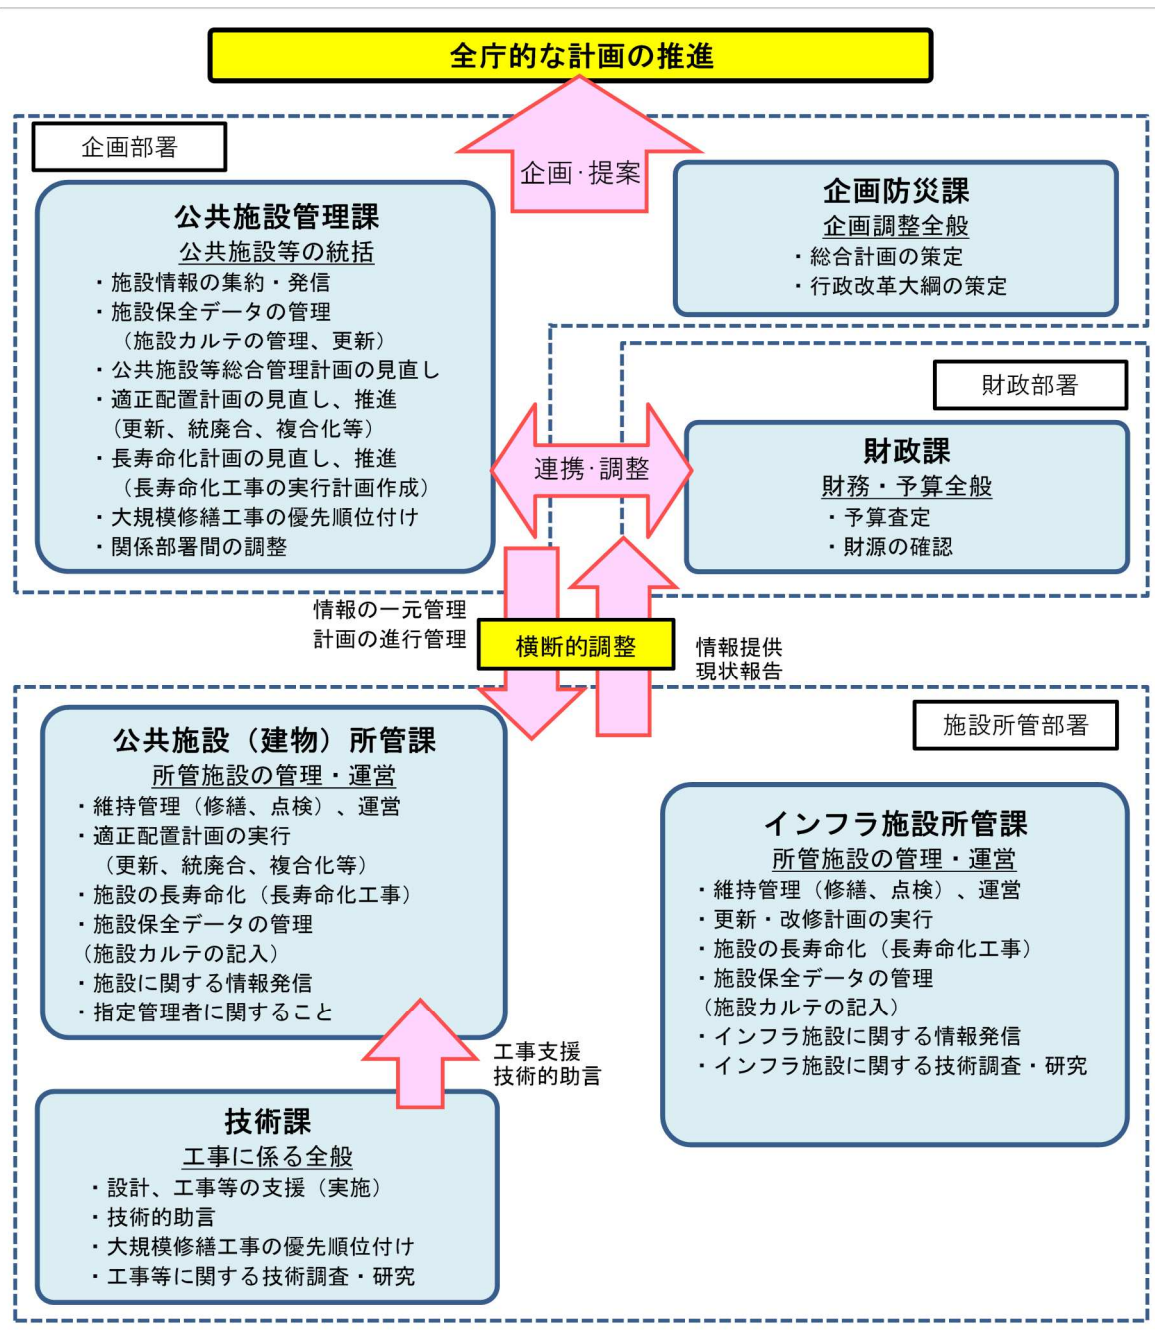 全庁的な計画の推進
企画部署
企画・提案
公共施設管理課
公共施設等の統括
・施設情報の集約・発信
・施設保全データの管理
（施設カルテの管理、更新）
・公共施設等総合管理計画の見直し
・適正配置計画の見直し、推進
（更新、統廃合、複合化等）
・長寿命化計画の見直し、推進
（長寿命化工事の実行計画作成）
・大規模修繕工事の優先順位付け
・関係部署間の調整
企画防災課
企画調整全般
・総合計画の策定
・行政改革大綱の策定
財政部署
連携・調整
財政課
財務・予算全般
・予算査定
・財源の確認
情報の一元管理
計画の進行管理
横断的調整
情報提供
現状報告
施設所管部署
公共施設（建物）所管課
所管施設の管理・運営
・維持管理（修繕、点検）、運営
・適正配置計画の実行
（更新、統廃合、複合化等）
・施設の長寿命化（長寿命化工事）
・施設保全データの管理
（施設カルテの記入）
・施設に関する情報発信
・指定管理者に関すること
インフラ施設所管課
所管施設の管理・運営
・維持管理（修繕、点検）、運営
・更新・改修計画の実行
・施設の長寿命化（長寿命化工事）
・施設保全データの管理
（施設カルテの記入）
・インフラ施設に関する情報発信
・インフラ施設に関する技術調査・研究
工事支援
技術的助言
技術課
工事に係る全般
・設計、工事等の支援（実施）
・技術的助言
・大規模修繕工事の優先順位付け
・工事等に関する技術調査・研究